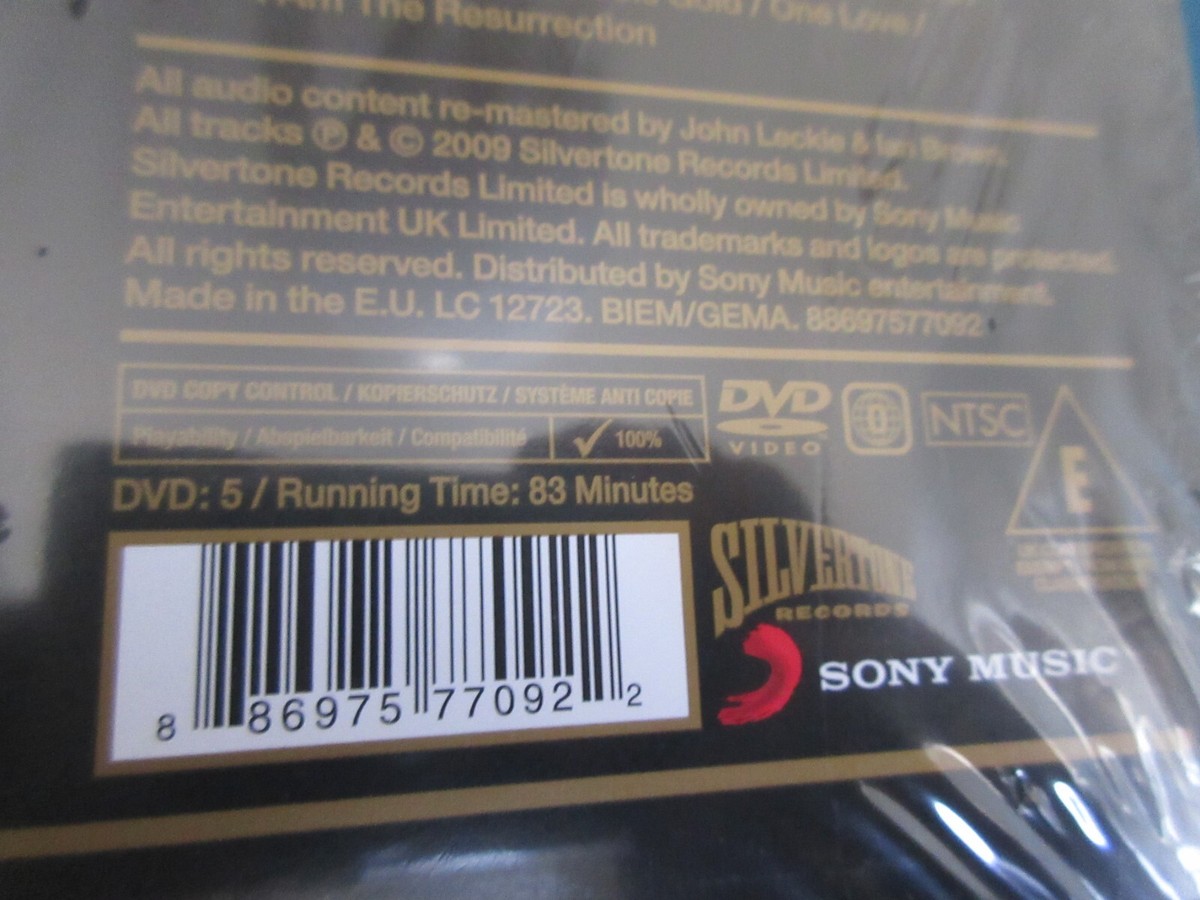 Gold / One Love /
I Am The Resurrection
All audio content re-mastered by John Leckie & Ian Brown.
All tracks ℗ & © 2009 Silvertone Records Limited.
Silvertone Records Limited is wholly owned by Sony Music
Entertainment UK Limited. All trademarks and logos are protected.
All rights reserved. Distributed by Sony Music entertainment.
Made in the E.U. LC 12723. BIEM/GEMA. 88697577092
DVD COPY CONTROL / KOPIERSCHUTZ / SYSTÈME ANTI COPIE
Playability / Abspielbarkeit / Compatibilité ✓ 100%
DVD VIDEO
0
NTSC
E
DVD: 5 / Running Time: 83 Minutes
SILVERTONE
RECORDS
SONY MUSIC
8 86975 77092 2